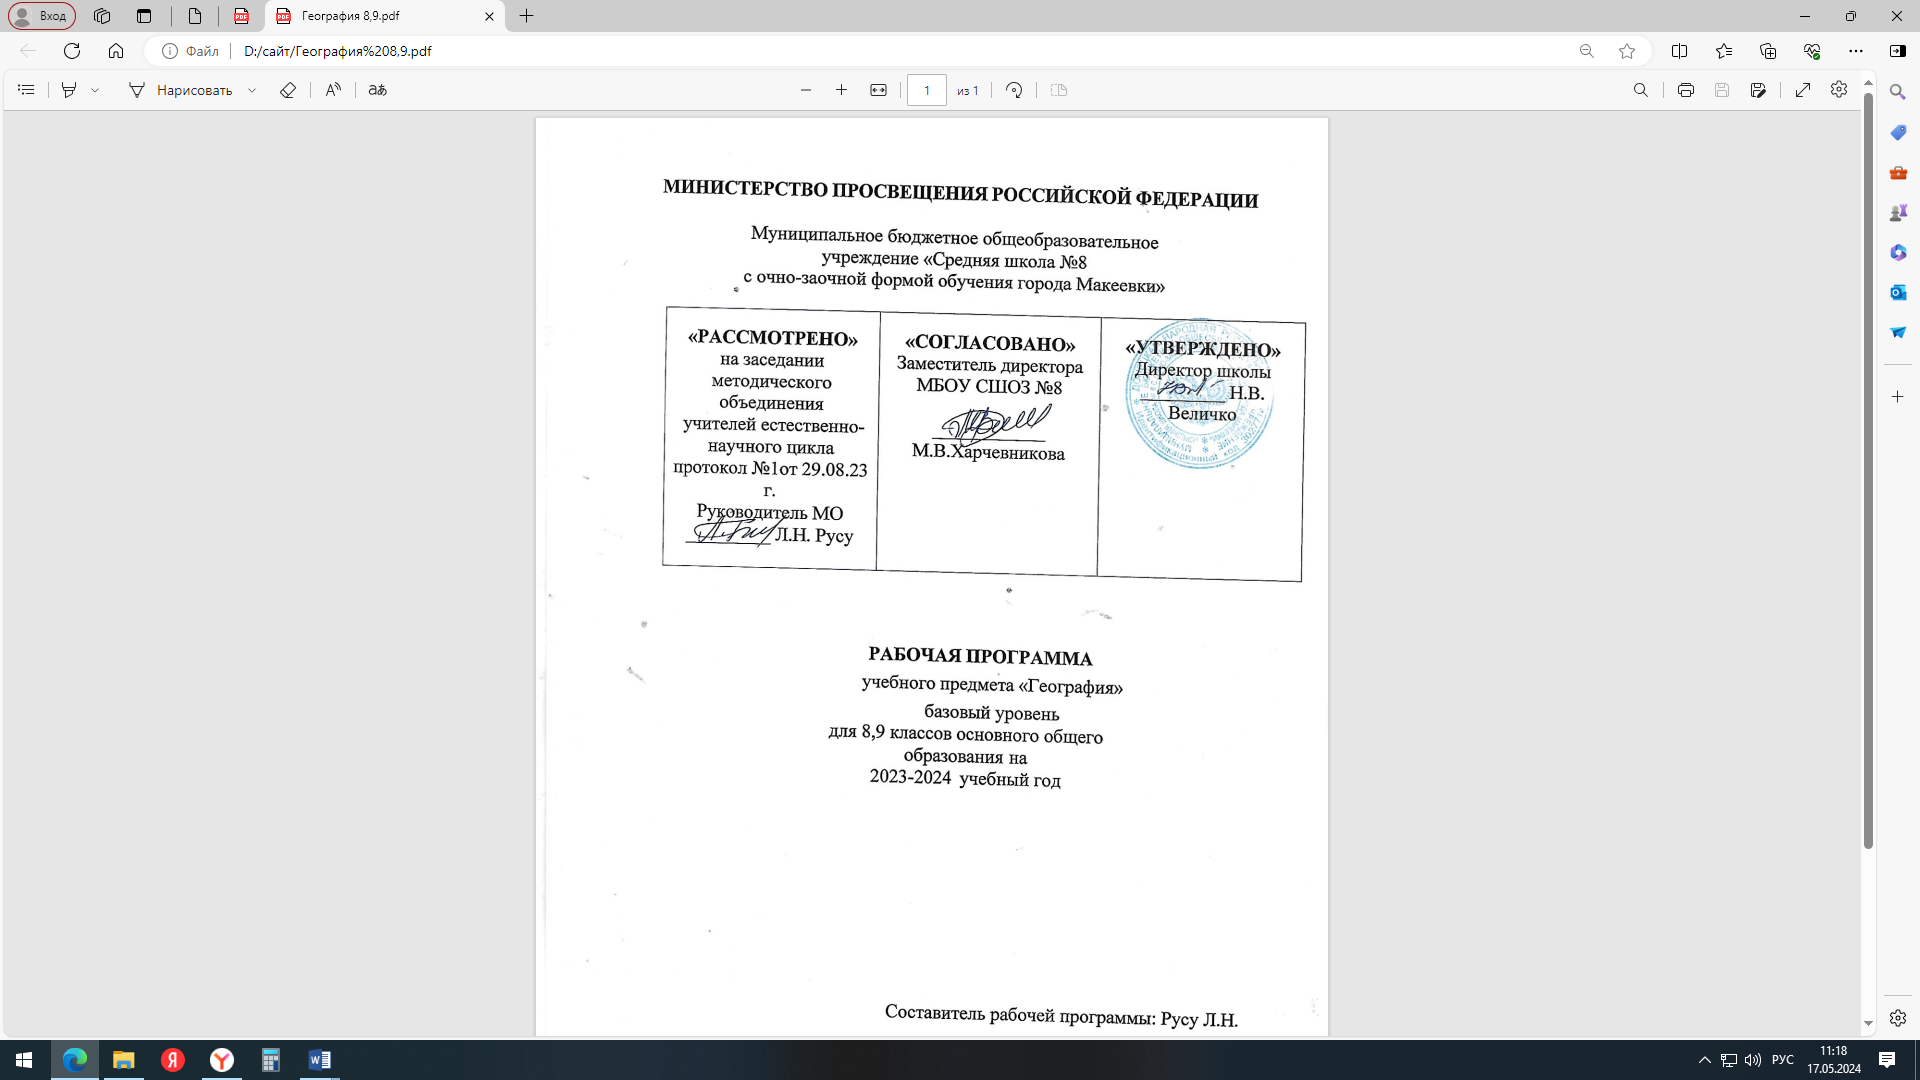 Вход
География 8,9.pdf
Файл
D:/сайт/География%208,9.pdf
Нарисовать
1
из 1
МИНИСТЕРСТВО ПРОСВЕЩЕНИЯ РОССИЙСКОЙ ФЕДЕРАЦИИ
Муниципальное бюджетное общеобразовательное
учреждение «Средняя школа №8
с очно-заочной формой обучения города Макеевки»
«РАССМОТРЕНО»
на заседании
методического
объединения
учителей естественно-
научного цикла
протокол №1от 29.08.23
г.
Руководитель МО
Л.Н. Русу
«СОГЛАСОВАНО»
Заместитель директора
МБОУ СШОЗ №8
М.В.Харчевникова
«УТВЕРЖДЕНО»
Директор школы
Н.В.
Величко
РАБОЧАЯ ПРОГРАММА
учебного предмета «География»
базовый уровень
для 8,9 классов основного общего
образования на
2023-2024 учебный год
Составитель рабочей программы: Русу Л.Н.
РУС
11:18
17.05.2024